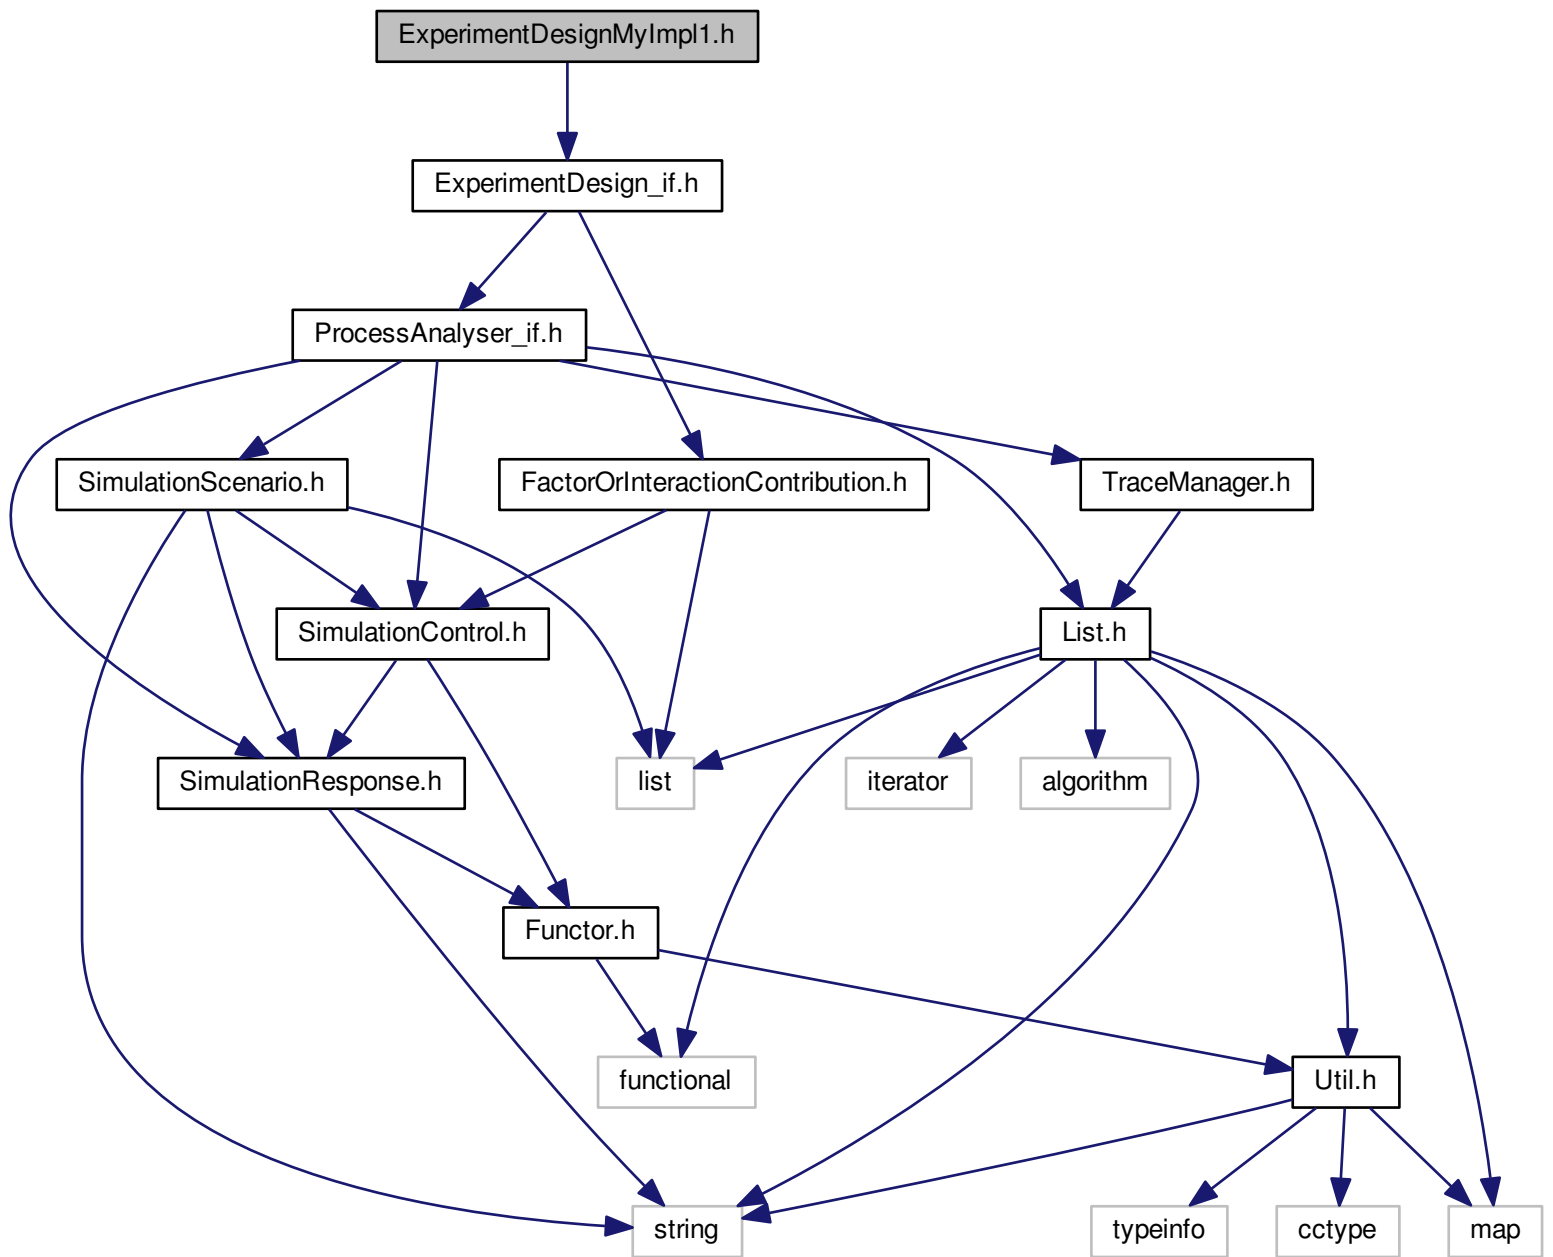 ExperimentDesignMyImpl1.h
ExperimentDesign_if.h
ProcessAnalyser_if.h
SimulationScenario.h
FactorOrInteractionContribution.h
TraceManager.h
SimulationControl.h
List.h
SimulationResponse.h
list
iterator
algorithm
Functor.h
functional
Util.h
string
typeinfo
cctype
map